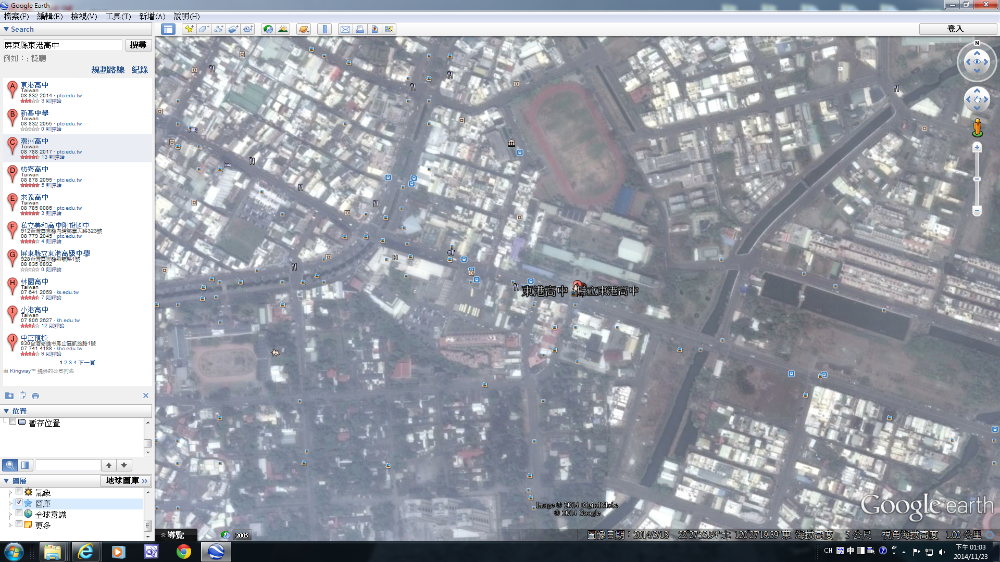 Google Earth
檔案(F) 編輯(E) 檢視(V) 工具(T) 新增(A) 說明(H)
Search
登入
屏東縣東港高中 搜尋
例如：: 餐廳
規劃路線 紀錄
A 東港高中
Taiwan
08 832 2014 · ptc.edu.tw
3 則評論
B 新基中學
Taiwan
08 832 2055 · ptc.edu.tw
0 則評論
C 潮州高中
Taiwan
08 788 2017 · ptc.edu.tw
13 則評論
D 枋寮高中
Taiwan
08 878 2095 · ptc.edu.tw
5 則評論
E 來義高中
Taiwan
08 785 0086 · ptc.edu.tw
3 則評論
F 私立美和高中附設國中
912台灣屏東縣內埔鄉學人路323號
08 779 2045 · ptc.edu.tw
4 則評論
G 屏東縣立東港高級中學
928台灣屏東縣船頭路1號
08 835 0892
0 則評論
H 林園高中
Taiwan
07 641 2059 · ks.edu.tw
7 則評論
I 小港高中
Taiwan
07 806 2627 · kh.edu.tw
12 則評論
J 中正預校
830台灣高雄市鳳山區凱旋路1號
07 741 4188 · khc.edu.tw
9 則評論
1 2 3 4 下一頁
由 Kingway™ 提供的公司列名
位置
暫存位置
圖層 地球圖庫 »
氣象
圖庫
全球意識
更多
N
H
東港高中 縣立東港高中
Image © 2014 DigitalGlobe
© 2014 Google
Google earth
導覽 2005
圖像日期：2014/3/18 22°27'53.94"北 120°27'19.39"東 海拔高度 5 公尺 視角海拔高度 1.00 公里
CH 中
下午 01:03
2014/11/23